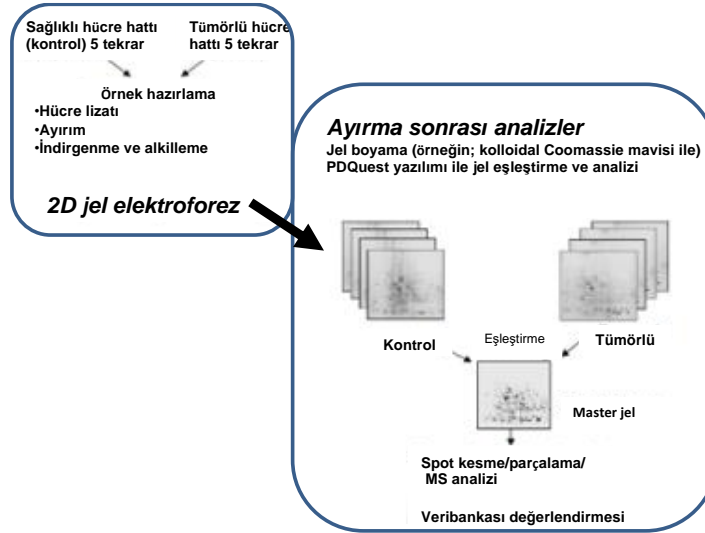 Sağlıklı hücre hattı
(kontrol) 5 tekrar
Tümörlü hücre
hattı 5 tekrar
Örnek hazırlama
•Hücre lizatı
•Ayırım
•İndirgenme ve alkilleme
2D jel elektroforez
Ayırma sonrası analizler
Jel boyama (örneğin; kolloidal Coomassie mavisi ile)
PDQuest yazılımı ile jel eşleştirme ve analizi
Kontrol
Eşleştirme
Tümörlü
Master jel
Spot kesme/parçalama/
MS analizi
Veribankası değerlendirmesi